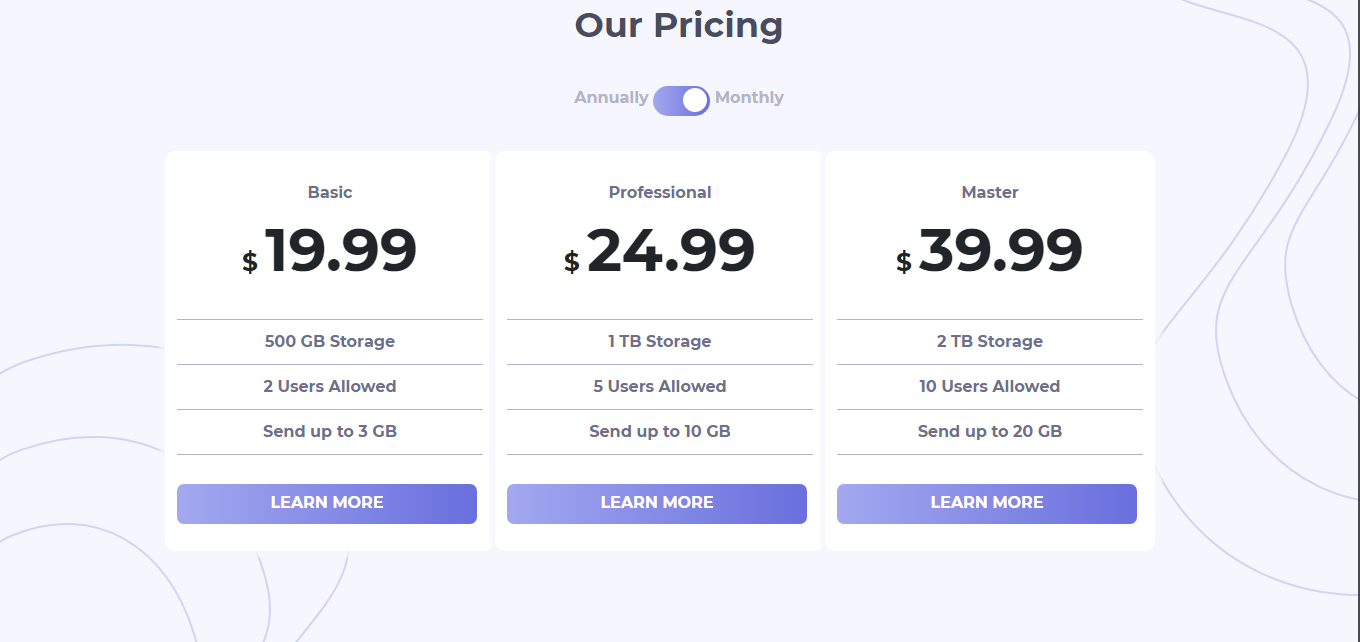 Our Pricing
Annually Monthly
Basic
$ 19.99
500 GB Storage
2 Users Allowed
Send up to 3 GB
LEARN MORE
Professional
$ 24.99
1 TB Storage
5 Users Allowed
Send up to 10 GB
LEARN MORE
Master
$ 39.99
2 TB Storage
10 Users Allowed
Send up to 20 GB
LEARN MORE